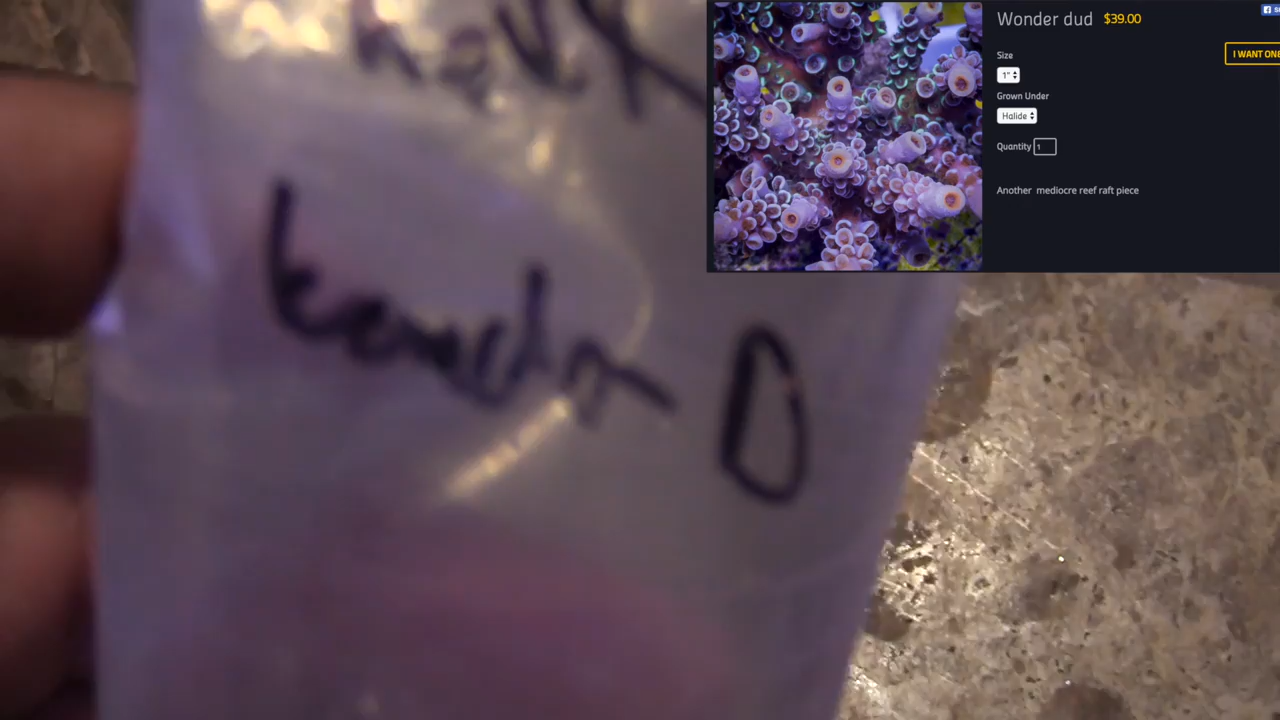 Wonder dud $39.00
Size
I WANT ONE
1"
Grown Under
Halide
Quantity 1
Another mediocre reef raft piece
D